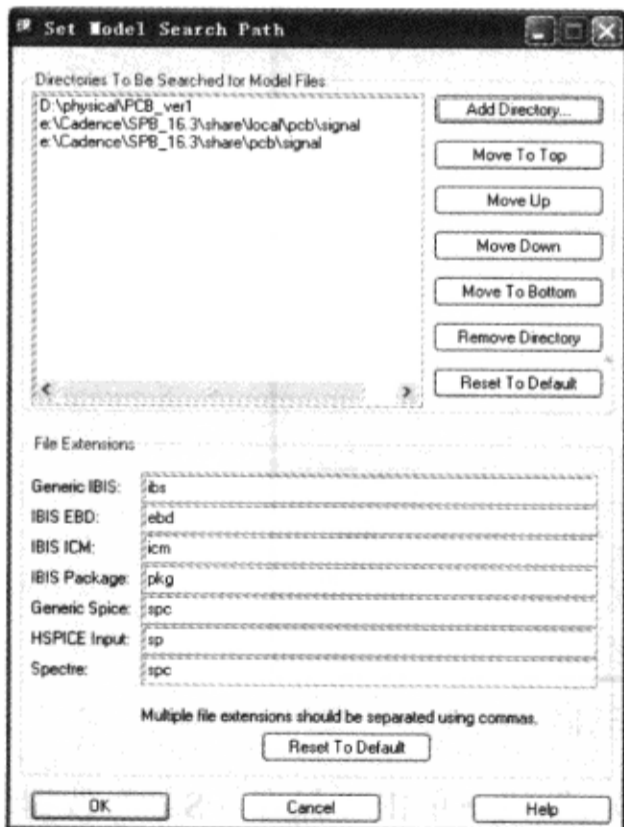 Set Model Search Path
Directories To Be Searched for Model Files
D:\physical\PCB_ver1
e:\Cadence\SPB_16.3\share\local\pcb\signal
e:\Cadence\SPB_16.3\share\pcb\signal
Add Directory...
Move To Top
Move Up
Move Down
Move To Bottom
Remove Directory
Reset To Default
File Extensions
Generic IBIS: ibs
IBIS EBD: ebd
IBIS ICM: icm
IBIS Package: pkg
Generic Spice: spc
HSPICE Input: sp
Spectre: spc
Multiple file extensions should be separated using commas.
Reset To Default
OK Cancel Help